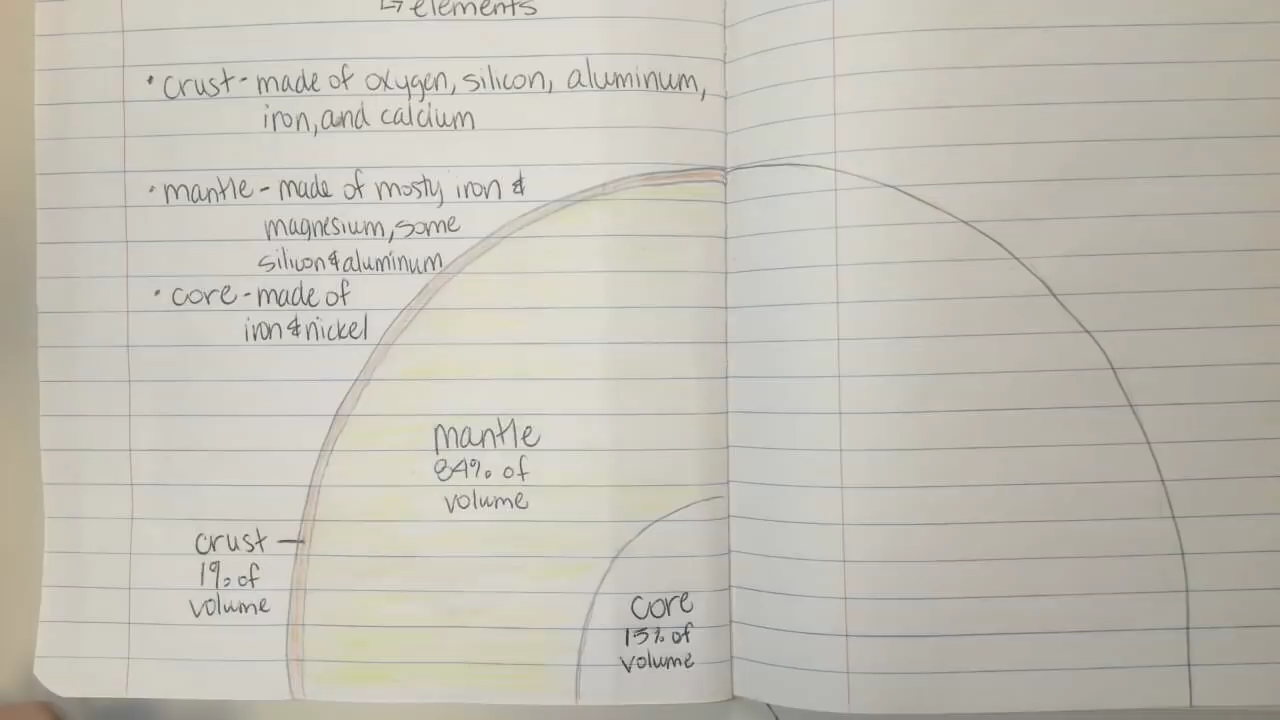 ↳ elements
• crust - made of oxygen, silicon, aluminum,
iron, and calcium
• mantle - made of mosty iron &
magnesium, some
silicon & aluminum
• core - made of
iron & nickel
mantle
84% of
volume
crust
1% of
volume
core
15% of
volume